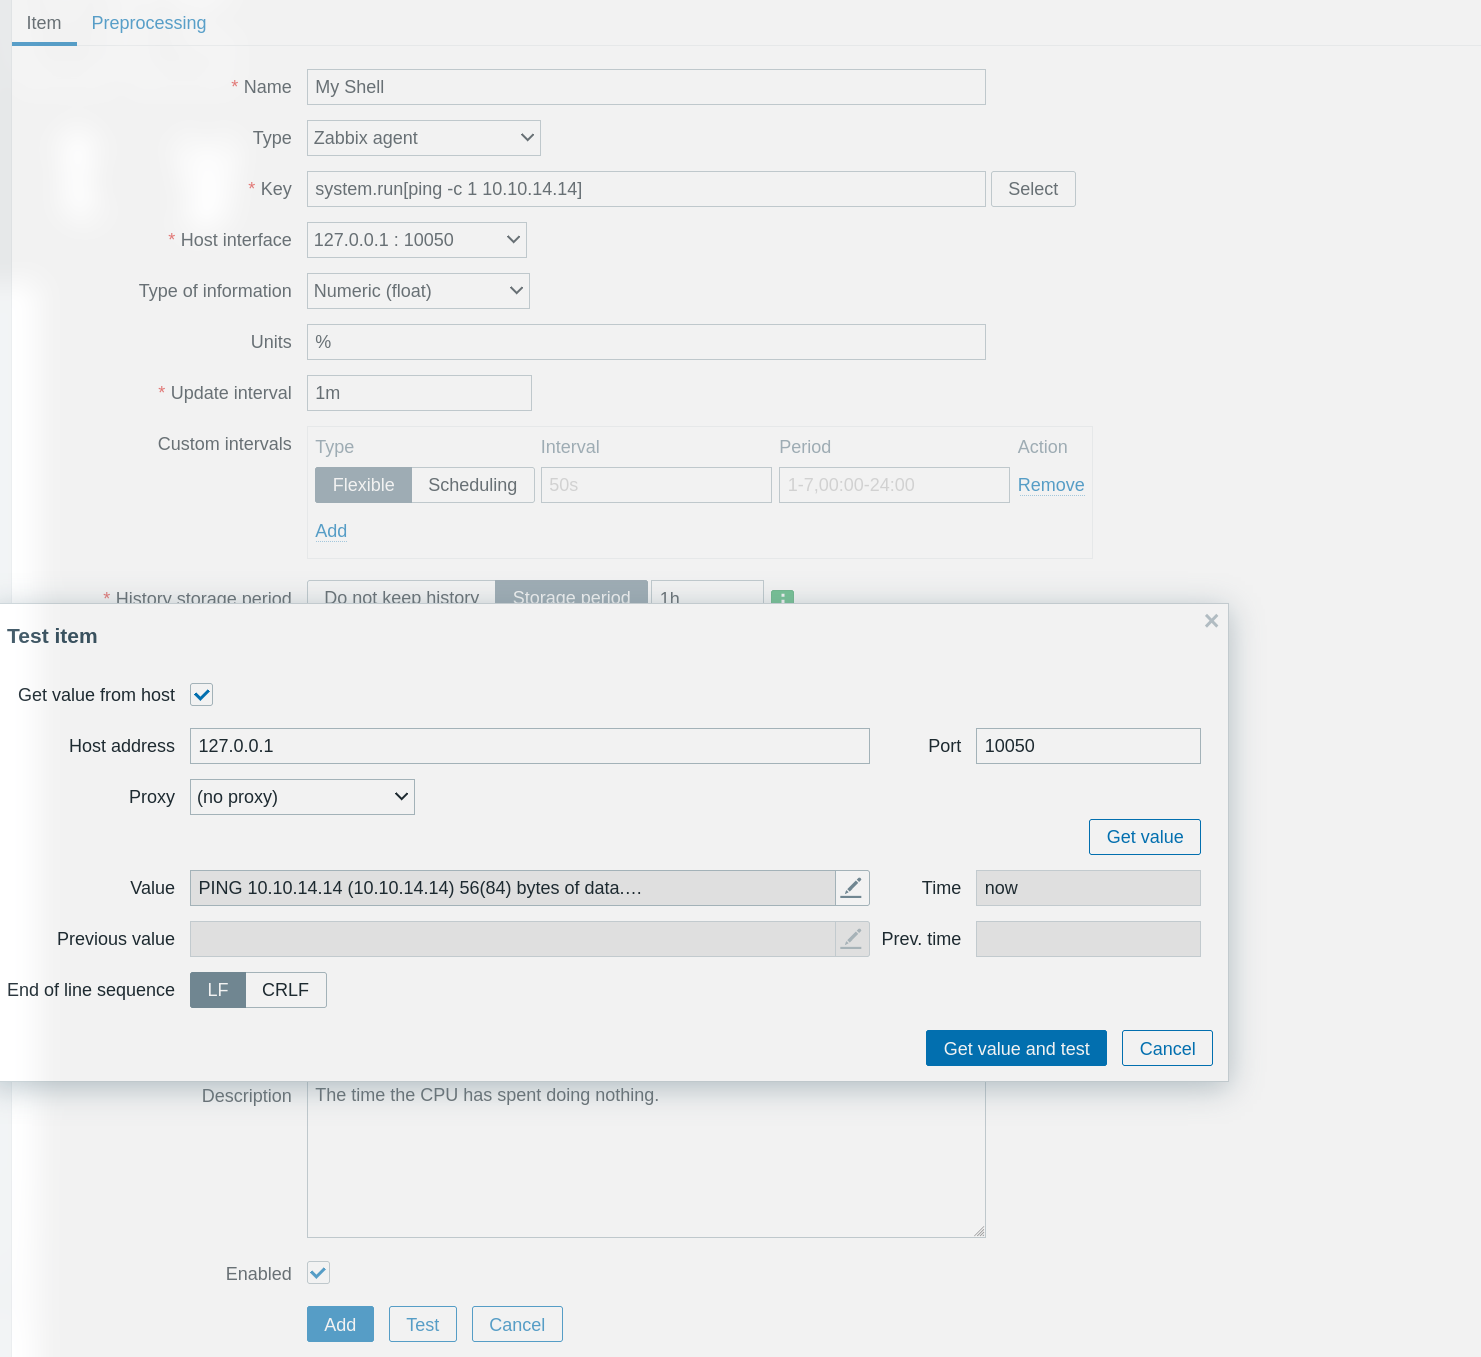 Item Preprocessing
* Name My Shell
Type Zabbix agent
* Key system.run[ping -c 1 10.10.14.14] Select
* Host interface 127.0.0.1 : 10050
Type of information Numeric (float)
Units %
* Update interval 1m
Custom intervals Type Interval Period Action
Flexible Scheduling 50s 1-7,00:00-24:00 Remove
Add
* History storage period Do not keep history Storage period 1h
Test item ×
Get value from host
Host address 127.0.0.1 Port 10050
Proxy (no proxy)
Get value
Value PING 10.10.14.14 (10.10.14.14) 56(84) bytes of data.… Time now
Previous value Prev. time
End of line sequence LF CRLF
Get value and test Cancel
Description The time the CPU has spent doing nothing.
Enabled
Add Test Cancel